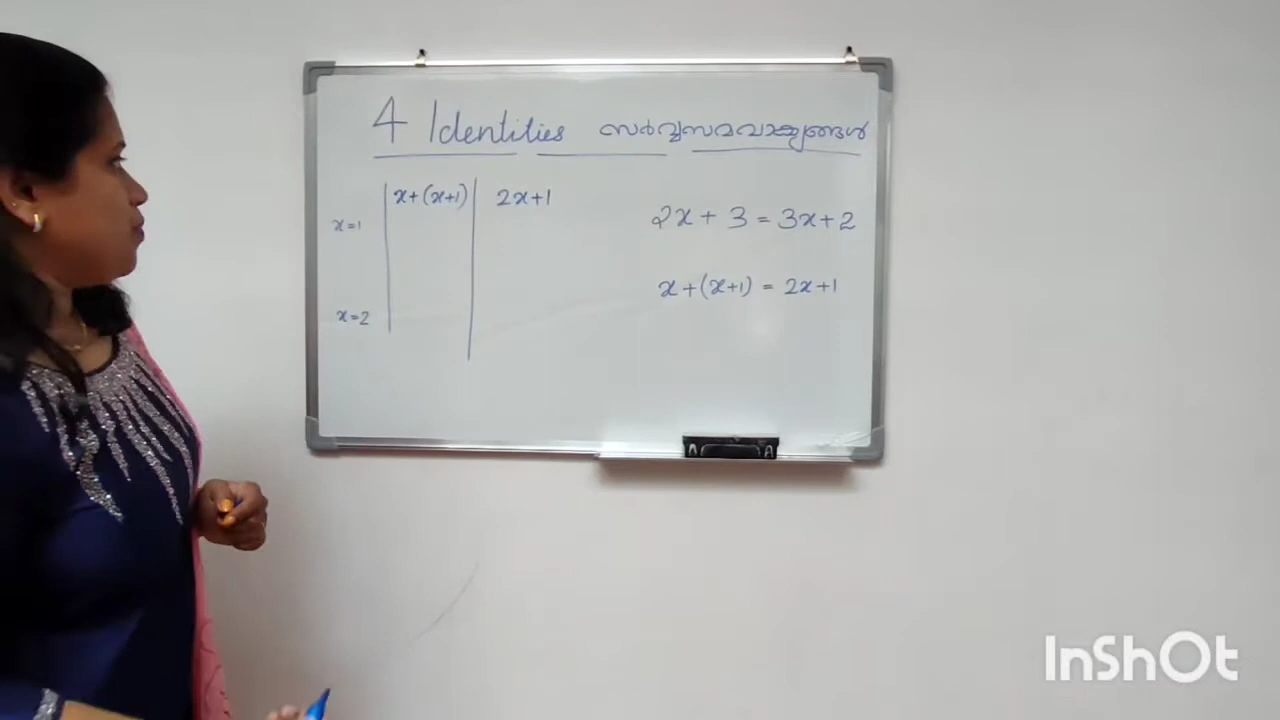 4 Identities സർവ്വസമവാക്യങ്ങൾ
x+(x+1) 2x+1
x=1
x=2
2x + 3 = 3x+2
x+(x+1) = 2x+1
InShOt